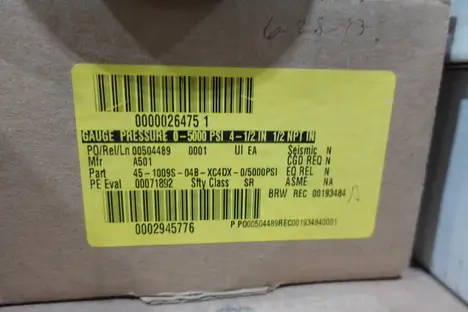 6-28-93
0000026475 1
GAUGE PRESSURE 0-5000 PSI 4-1/2 IN 1/2 NPT IN
PO/Rel/Ln 00504489 0001 UI EA Seismic N
Mfr A501 CGD REQ N
Part 45-1009S-04B-XC4DX-0/5000PSI EQ REL N
PE Eval 00071892 Sfty Class SR ASME NA
BRW REC 00193484
0002945776
P PO00504489REC001934840001